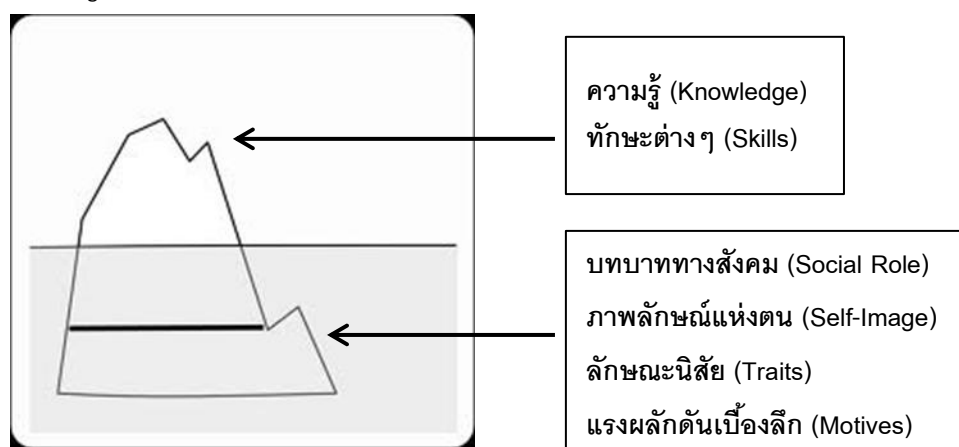 ความรู้ (Knowledge)
ทักษะต่างๆ (Skills)
บทบาททางสังคม (Social Role)
ภาพลักษณ์แห่งตน (Self-Image)
ลักษณะนิสัย (Traits)
แรงผลักดันเบื้องลึก (Motives)